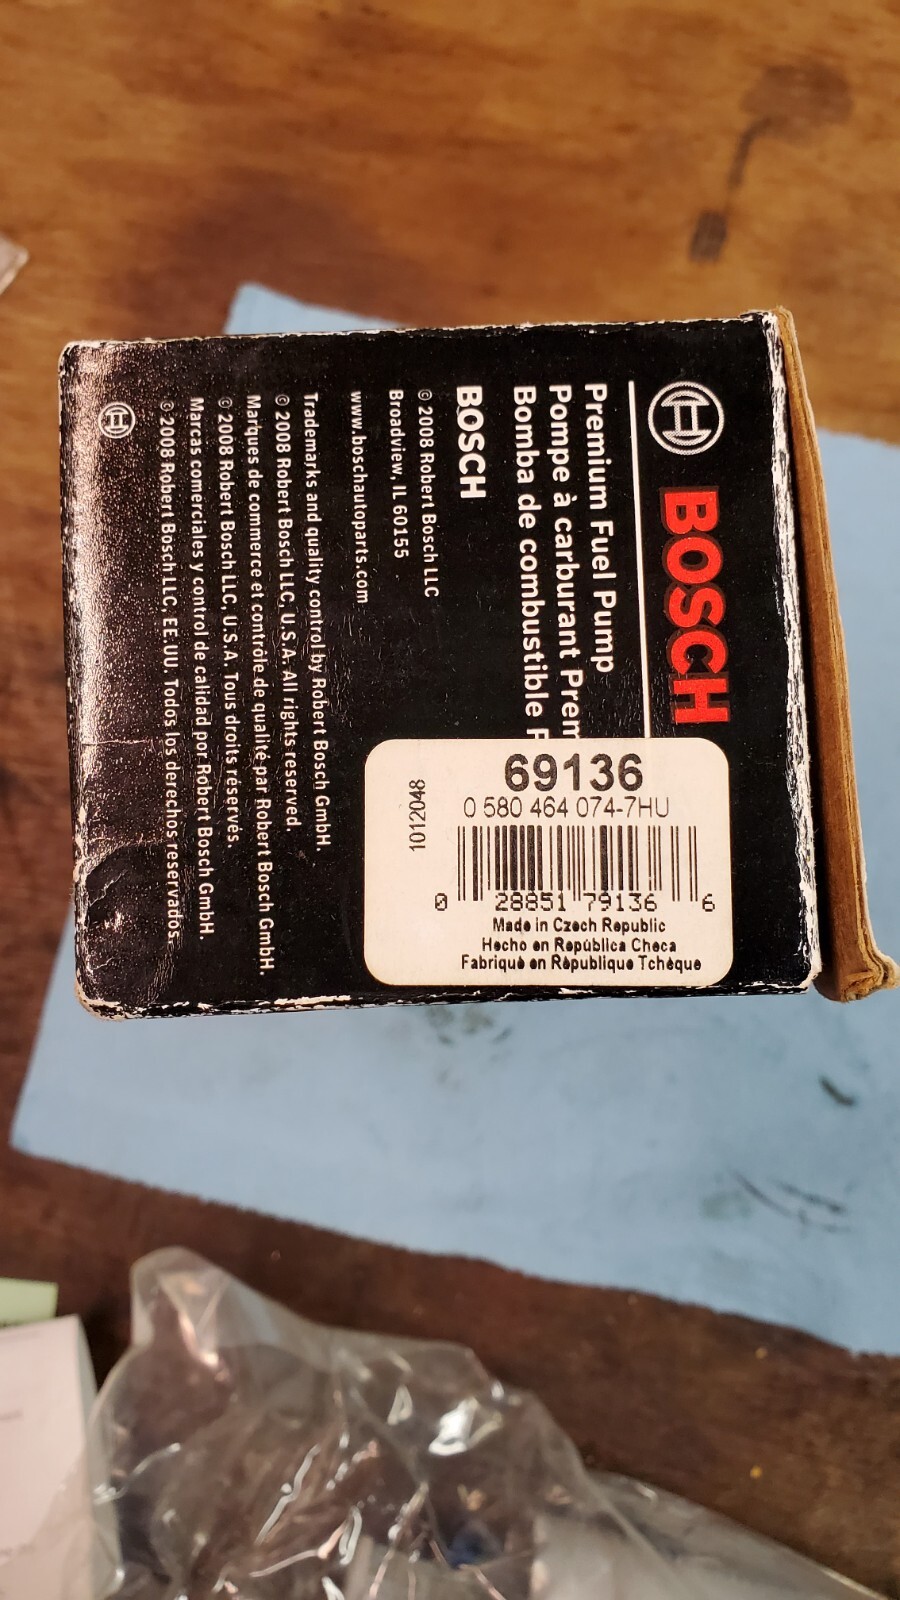 BOSCH
Premium Fuel Pump
Pompe à carburant Prem
Bomba de combustible P
BOSCH
© 2008 Robert Bosch LLC
Broadview, IL 60155
www.boschautoparts.com
Trademarks and quality control by Robert Bosch GmbH.
© 2008 Robert Bosch LLC, U.S.A. All rights reserved.
Marques de commerce et contrôle de qualité par Robert Bosch GmbH.
© 2008 Robert Bosch LLC, U.S.A. Tous droits réservés.
Marcas comerciales y control de calidad por Robert Bosch GmbH.
© 2008 Robert Bosch LLC, EE.UU. Todos los derechos reservados.
69136
0 580 464 074-7HU
1012048
0 28851 79136 6
Made in Czech Republic
Hecho en República Checa
Fabriqué en République Tchèque